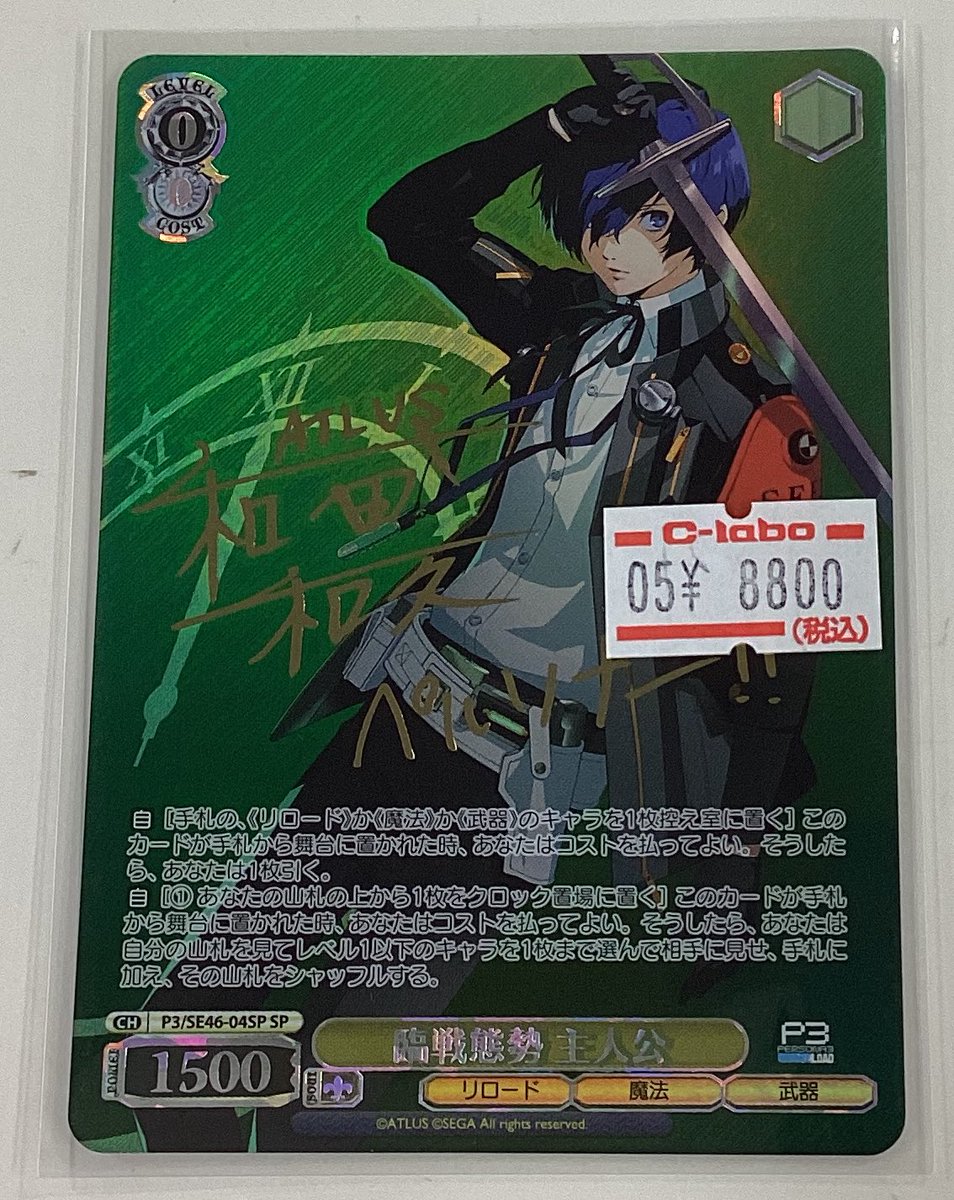 LEVEL
0
0
COST
XI
XII
I
ATLUS
和田
和久
ペルソナー!!
SE
C-labo
05¥ 8800
(税込)
自 [手札の、《リロード》か《魔法》か《武器》のキャラを1枚控え室に置く] この
カードが手札から舞台に置かれた時、あなたはコストを払ってよい。そうした
ら、あなたは1枚引く。
自 [① あなたの山札の上から1枚をクロック置場に置く] このカードが手札
から舞台に置かれた時、あなたはコストを払ってよい。そうしたら、あなたは
自分の山札を見てレベル1以下のキャラを1枚まで選んで相手に見せ、手札に
加え、その山札をシャッフルする。
CH P3/SE46-04SP SP
臨戦態勢 主人公
P3
PERSONA3
RELOAD
POWER
1500
SOUL
リロード 魔法 武器
©ATLUS ©SEGA All rights reserved.